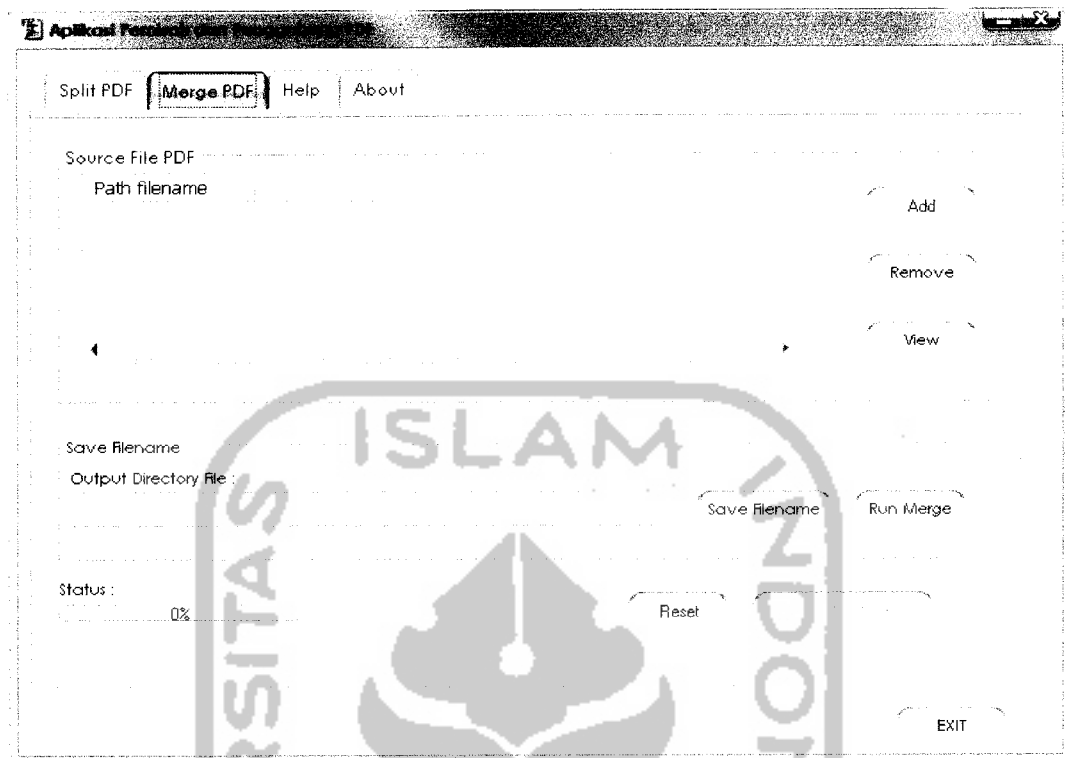 Aplikasi
Split PDF Merge PDF Help About
Source File PDF
Path filename
Add
Remove
View
ISLAM
Save Filename
Output Directory File :
Save Filename Run Merge
Status :
0%
Reset
EXIT